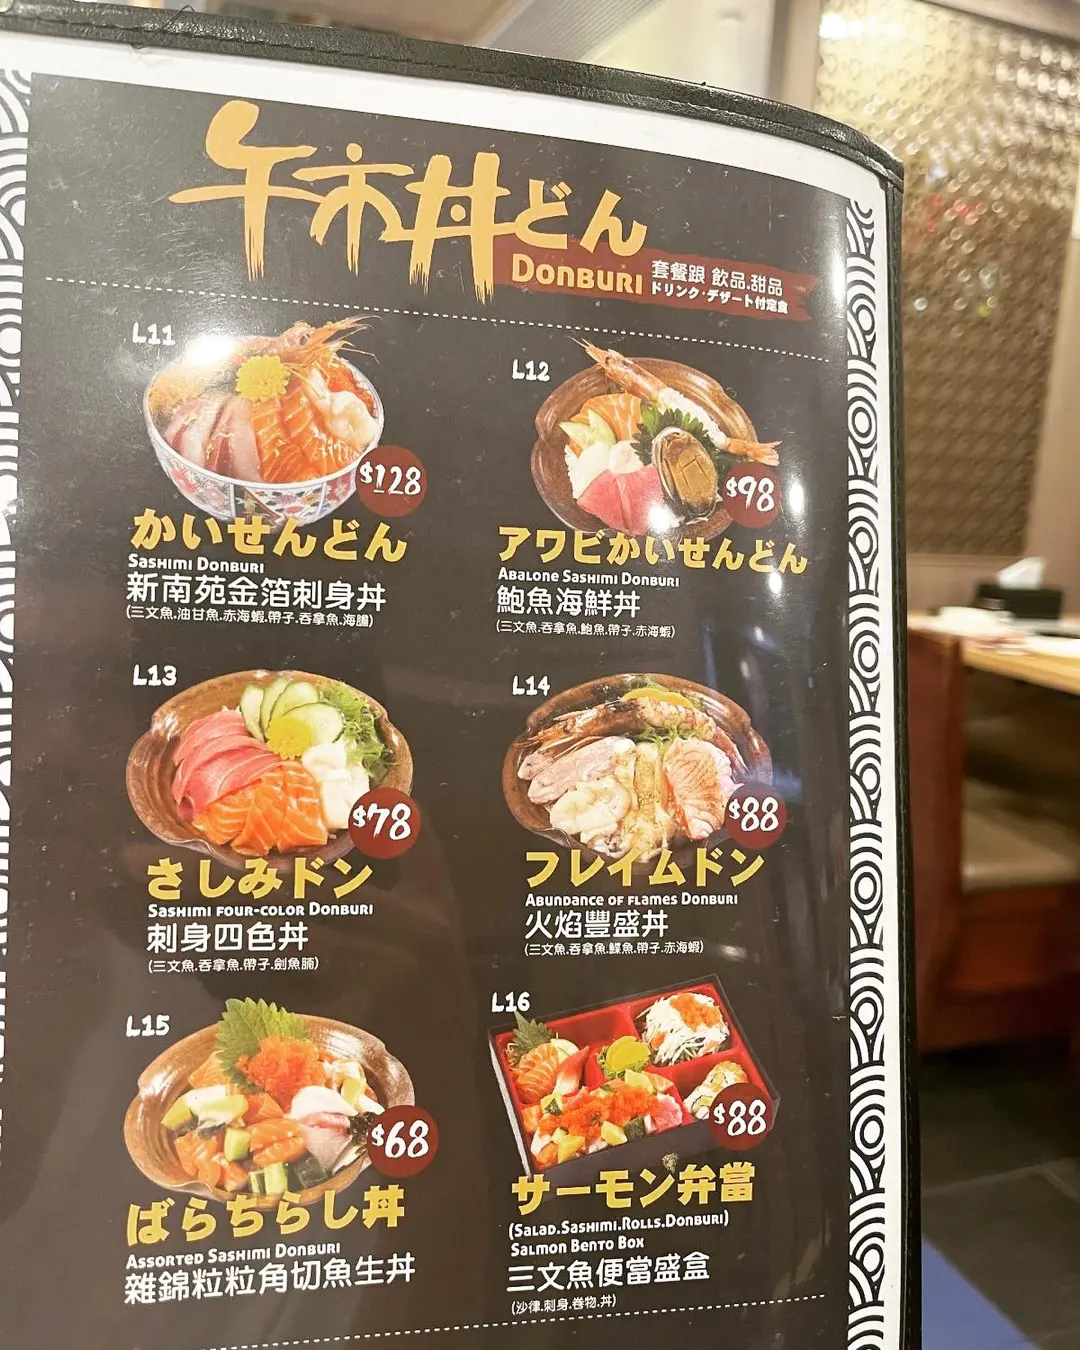 午市丼どん
DONBURI
套餐跟 飲品.甜品
ドリンク·デザート付定食
L11
$128
かいせんどん
SASHIMI DONBURI
新南苑金箔刺身丼
(三文魚.油甘魚.赤海蝦.帶子.吞拿魚.海膽)
L12
$98
アワビかいせんどん
ABALONE SASHIMI DONBURI
鮑魚海鮮丼
(三文魚.吞拿魚.鮑魚.帶子.赤海蝦)
L13
$78
さしみドン
SASHIMI FOUR-COLOR DONBURI
刺身四色丼
(三文魚.吞拿魚.帶子.劍魚腩)
L14
$88
フレイムドン
ABUNDANCE OF FLAMES DONBURI
火焰豐盛丼
(三文魚.吞拿魚.鰈魚.帶子.赤海蝦)
L15
$68
ばらちらし丼
ASSORTED SASHIMI DONBURI
雜錦粒粒角切魚生丼
L16
$88
サーモン弁當
(SALAD.SASHIMI.ROLLS.DONBURI)
SALMON BENTO BOX
三文魚便當盛盒
(沙律.刺身.卷物.丼)